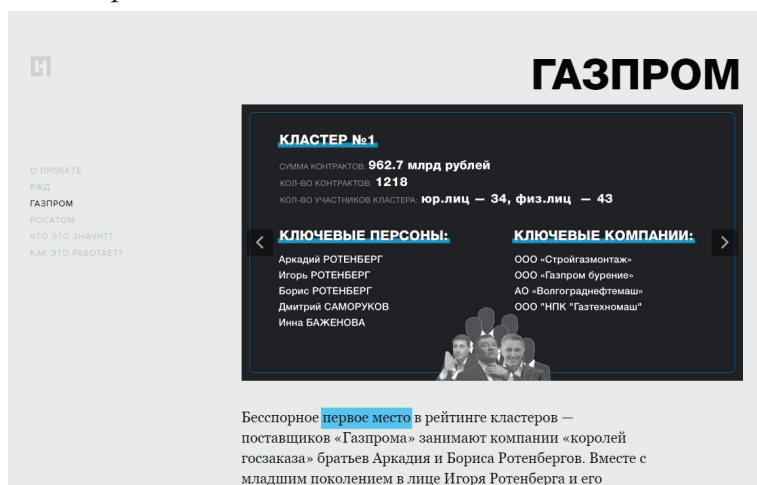 ГАЗПРОМ
О ПРОЕКТЕ
РЖД
ГАЗПРОМ
РОСАТОМ
ЧТО ЭТО ЗНАЧИТ?
КАК ЭТО РАБОТАЕТ?
КЛАСТЕР №1
СУММА КОНТРАКТОВ: 962.7 млрд рублей
КОЛ-ВО КОНТРАКТОВ: 1218
КОЛ-ВО УЧАСТНИКОВ КЛАСТЕРА: юр.лиц — 34, физ.лиц — 43
КЛЮЧЕВЫЕ ПЕРСОНЫ:
Аркадий РОТЕНБЕРГ
Игорь РОТЕНБЕРГ
Борис РОТЕНБЕРГ
Дмитрий САМОРУКОВ
Инна БАЖЕНОВА
КЛЮЧЕВЫЕ КОМПАНИИ:
ООО «Стройгазмонтаж»
ООО «Газпром бурение»
АО «Волгограднефтемаш»
ООО "НПК "Газтехномаш"
Бесспорное первое место в рейтинге кластеров —
поставщиков «Газпрома» занимают компании «королей
госзаказа» братьев Аркадия и Бориса Ротенбергов. Вместе с
младшим поколением в лице Игоря Ротенберга и его